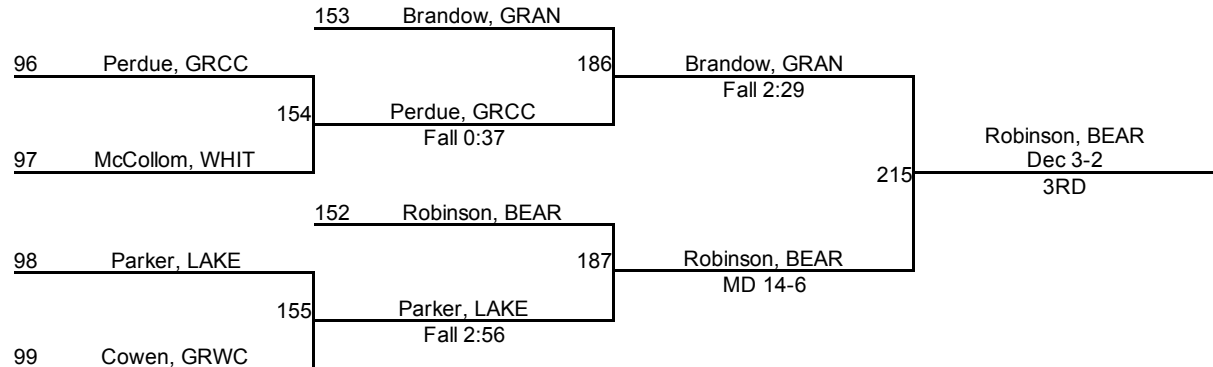 153 Brandow, GRAN
96 Perdue, GRCC
186 Brandow, GRAN
Fall 2:29
154 Perdue, GRCC
Fall 0:37
97 McCollom, WHIT
Robinson, BEAR
Dec 3-2
215
3RD
152 Robinson, BEAR
98 Parker, LAKE
187 Robinson, BEAR
MD 14-6
155 Parker, LAKE
Fall 2:56
99 Cowen, GRWC